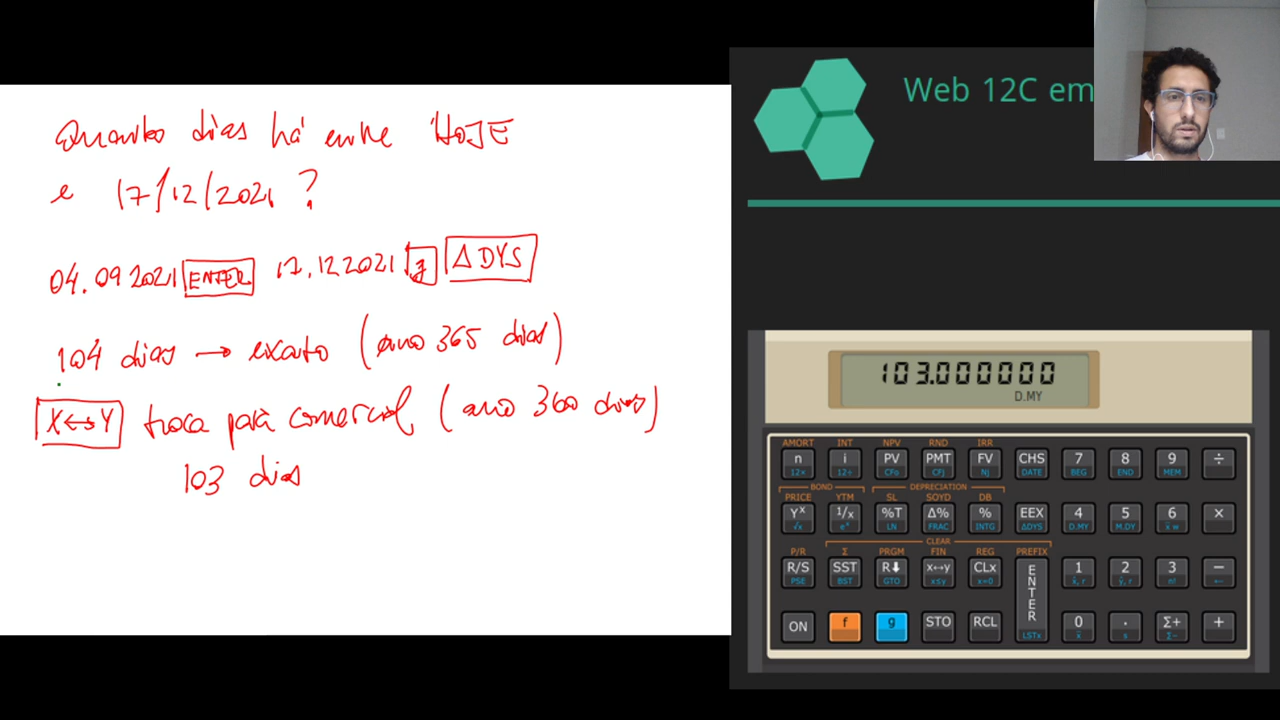 Quantos dias há entre HOJE
e 17/12/2021 ?
04.092021 ENTER 17.122021 g ΔDYS
104 dias → exato (ano 365 dias)
X↔Y troca para comercial (ano 360 dias)
103 dias
Web 12C em
103.000000
D.MY
AMORT INT NPV RND IRR
n i PV PMT FV CHS 7 8 9 ÷
12× 12÷ CFo CFj Nj DATE BEG END MEM
BOND DEPRECIATION
PRICE YTM SL SOYD DB
Yˣ 1/x %T Δ% % EEX 4 5 6 ×
√x eˣ LN FRAC INTG ΔDYS D.MY M.DY x̄ w
CLEAR
P/R Σ PRGM FIN REG PREFIX
R/S SST R⬇ x↔y CLx ENTER 1 2 3 −
PSE BST GTO x≤y x=0 x̂, r ŷ, r n! ←
ON f g STO RCL 0 . Σ+ +
LSTx x̄ s Σ−